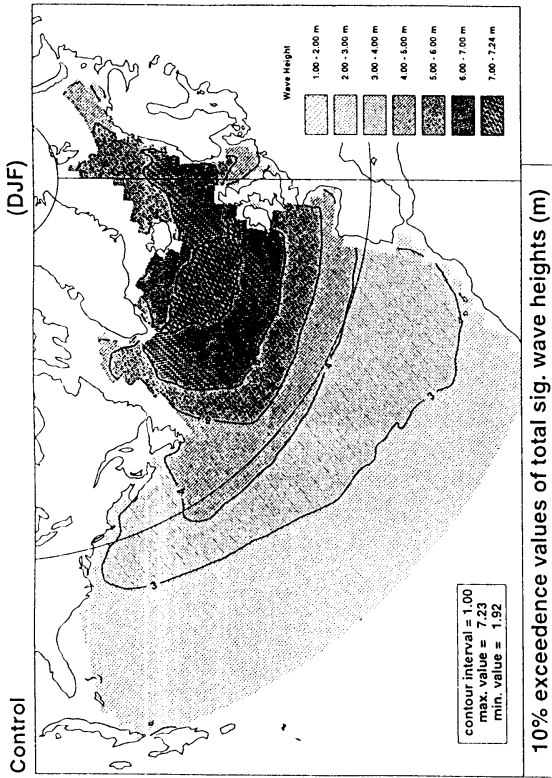 Control
(DJF)
Wave Height
1.00 - 2.00 m
2.00 - 3.00 m
3.00 - 4.00 m
4.00 - 5.00 m
5.00 - 6.00 m
6.00 - 7.00 m
7.00 - 7.24 m
3
3
4
4
contour interval = 1.00
max. value = 7.23
min. value = 1.92
10% exceedence values of total sig. wave heights (m)